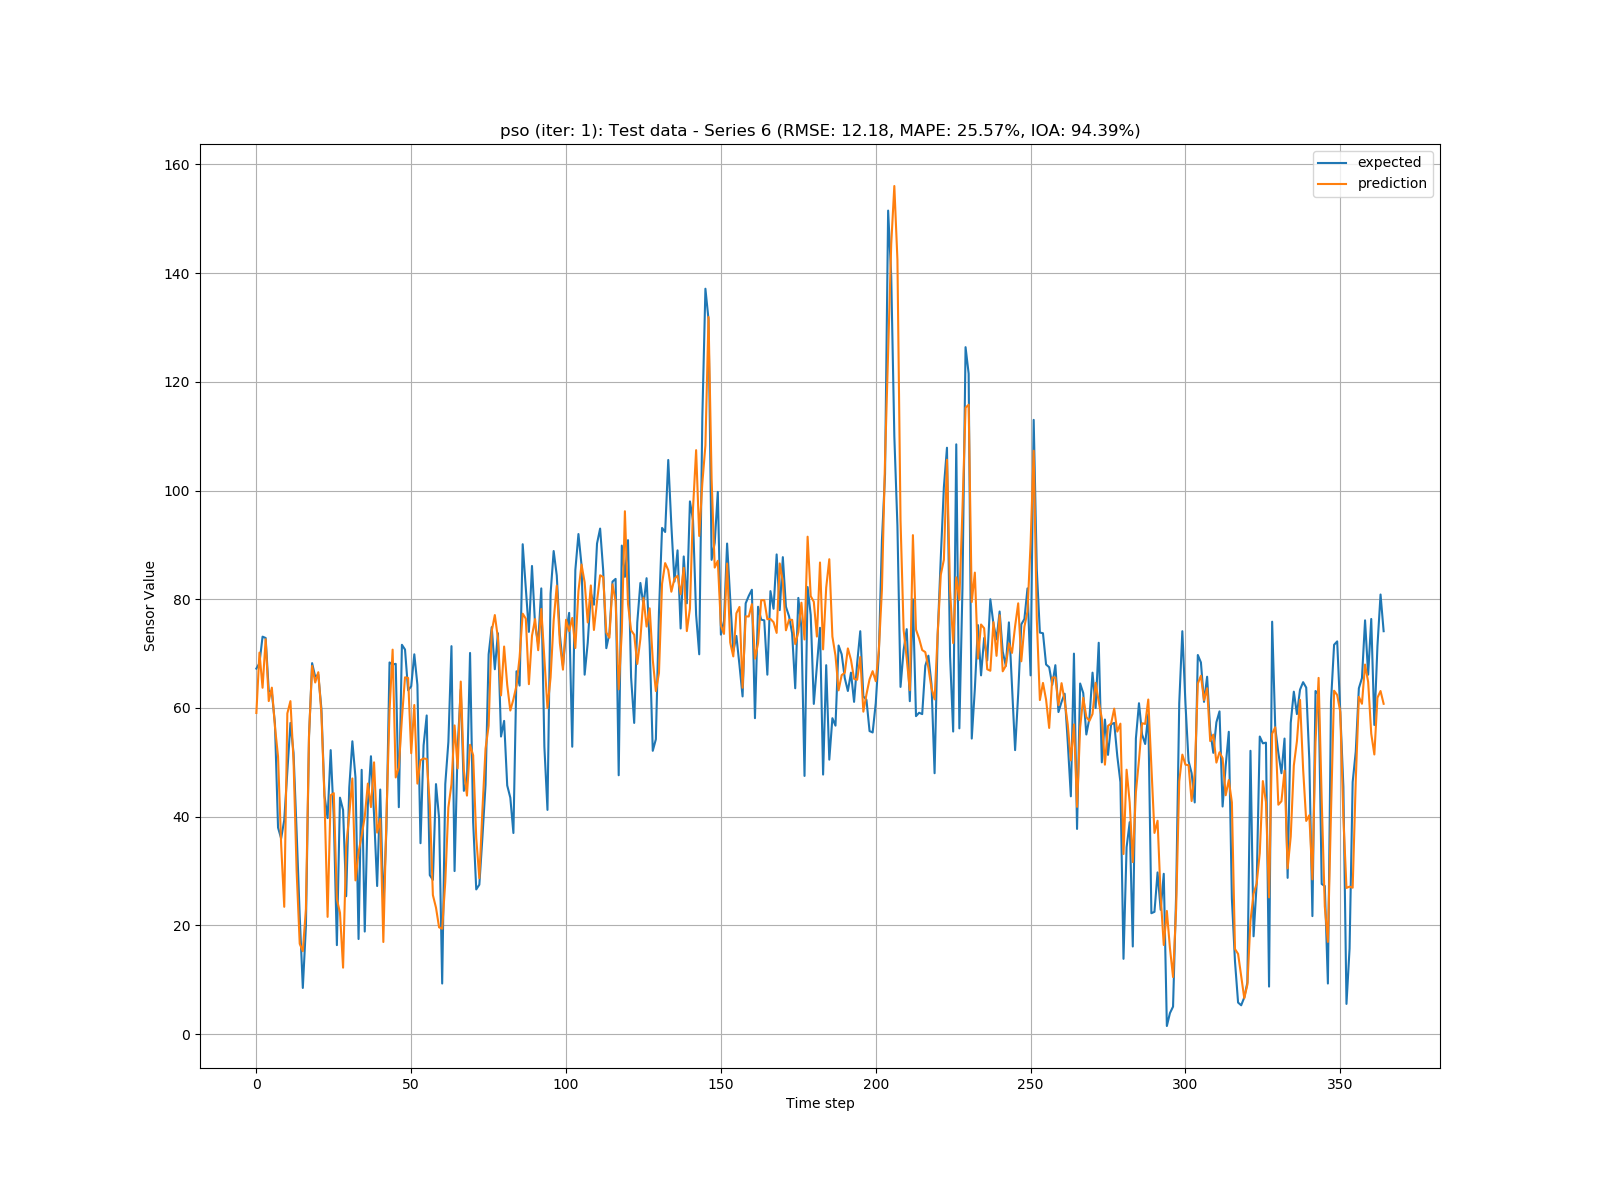 pso (iter: 1): Test data - Series 6 (RMSE: 12.18, MAPE: 25.57%, IOA: 94.39%)
expected
prediction
160
140
120
100
80
60
40
20
0
Sensor Value
0 50 100 150 200 250 300 350
Time step